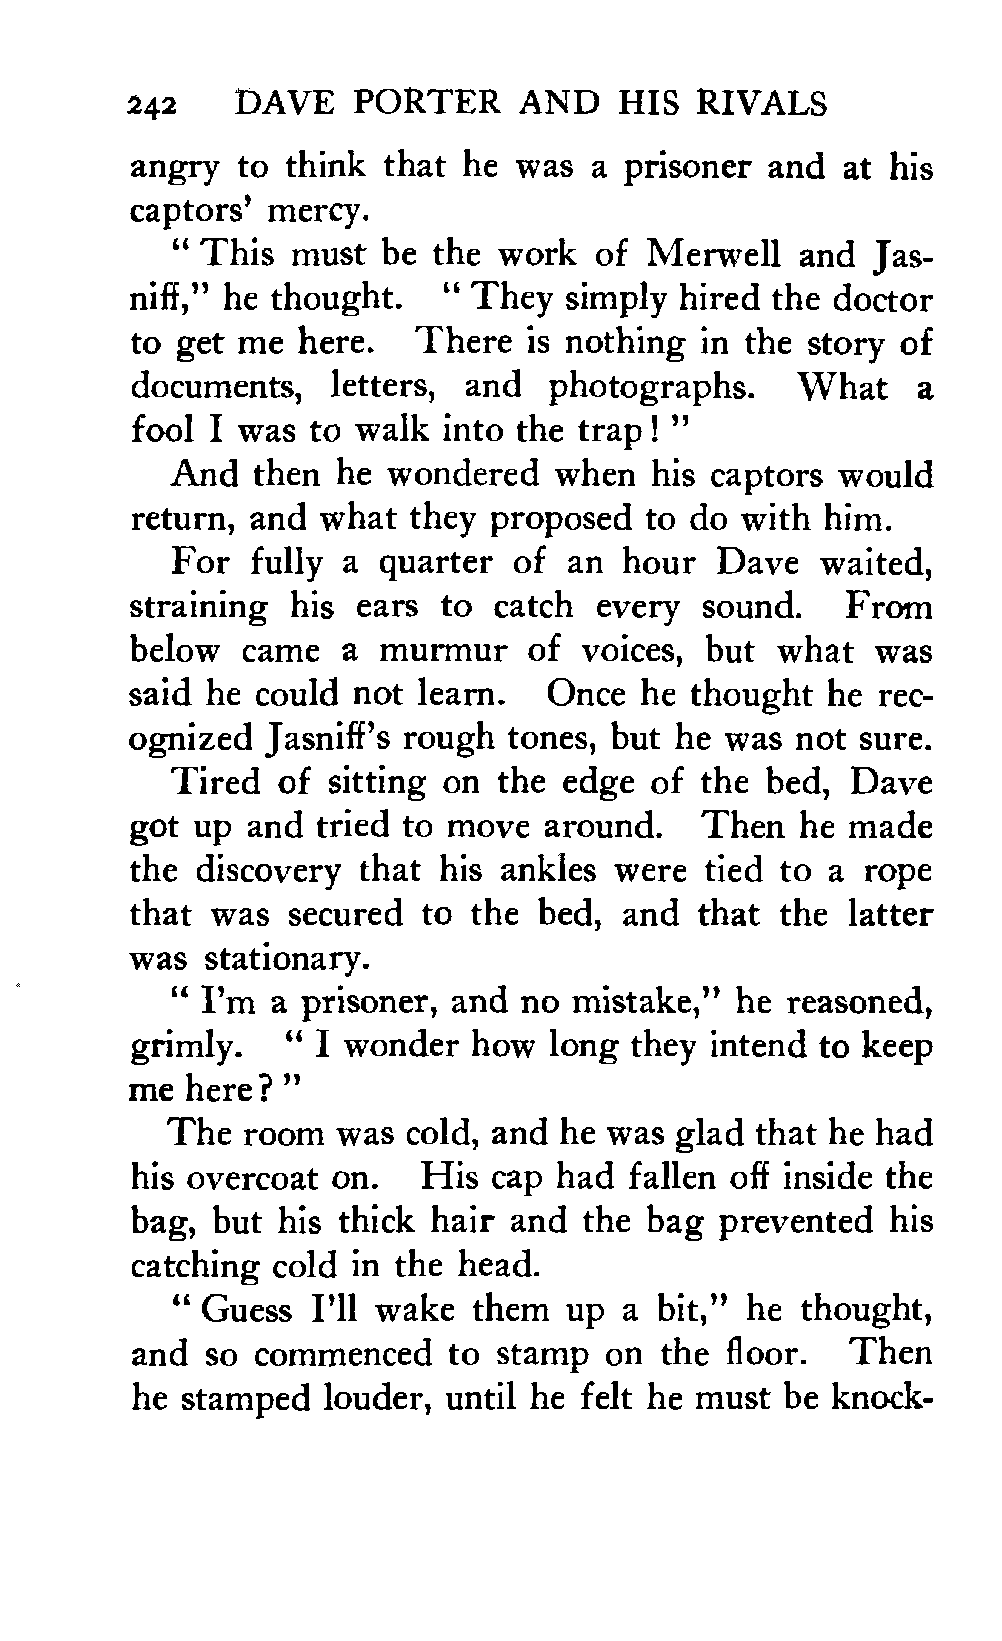 242 DAVE PORTER AND HIS RIVALS
angry to think that he was a prisoner and at his
captors' mercy.
" This must be the work of Merwell and Jas-
niff," he thought. " They simply hired the doctor
to get me here. There is nothing in the story of
documents, letters, and photographs. What a
fool I was to walk into the trap! "
And then he wondered when his captors would
return, and what they proposed to do with him.
For fully a quarter of an hour Dave waited,
straining his ears to catch every sound. From
below came a murmur of voices, but what was
said he could not learn. Once he thought he rec-
ognized Jasniff's rough tones, but he was not sure.
Tired of sitting on the edge of the bed, Dave
got up and tried to move around. Then he made
the discovery that his ankles were tied to a rope
that was secured to the bed, and that the latter
was stationary.
" I'm a prisoner, and no mistake," he reasoned,
grimly. " I wonder how long they intend to keep
me here? "
The room was cold, and he was glad that he had
his overcoat on. His cap had fallen off inside the
bag, but his thick hair and the bag prevented his
catching cold in the head.
" Guess I'll wake them up a bit," he thought,
and so commenced to stamp on the floor. Then
he stamped louder, until he felt he must be knock-